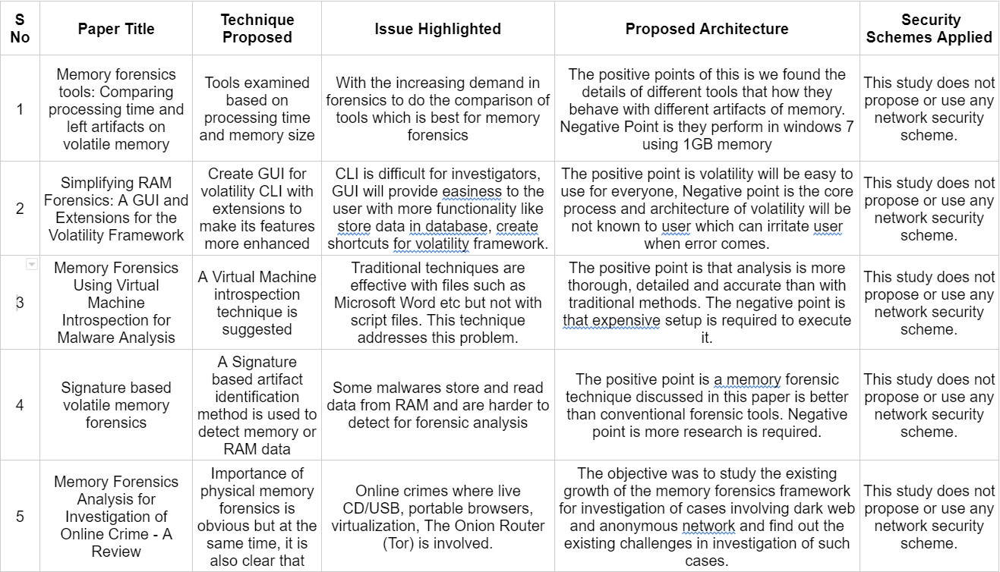 S No
Paper Title
Technique Proposed
Issue Highlighted
Proposed Architecture
Security Schemes Applied
1
Memory forensics
tools: Comparing
processing time and
left artifacts on
volatile memory
Tools examined
based on
processing time
and memory size
With the increasing demand in
forensics to do the comparison of
tools which is best for memory
forensics
The positive points of this is we found the
details of different tools that how they
behave with different artifacts of memory.
Negative Point is they perform in windows 7
using 1GB memory
This study does not
propose or use any
network security
scheme.
2
Simplifying RAM
Forensics: A GUI and
Extensions for the
Volatility Framework
Create GUI for
volatility CLI with
extensions to
make its features
more enhanced
CLI is difficult for investigators,
GUI will provide easiness to the
user with more functionality like
store data in database, create
shortcuts for volatility framework.
The positive point is volatility will be easy to
use for everyone, Negative point is the core
process and architecture of volatility will be
not known to user which can irritate user
when error comes.
This study does not
propose or use any
network security
scheme.
3
Memory Forensics
Using Virtual
Machine
Introspection for
Malware Analysis
A Virtual Machine
introspection
technique is
suggested
Traditional techniques are
effective with files such as
Microsoft Word etc but not with
script files. This technique
addresses this problem.
The positive point is that analysis is more
thorough, detailed and accurate than with
traditional methods. The negative point is
that expensive setup is required to execute
it.
This study does not
propose or use any
network security
scheme.
4
Signature based
volatile memory
forensics
A Signature
based artifact
identification
method is used to
detect memory or
RAM data
Some malwares store and read
data from RAM and are harder to
detect for forensic analysis
The positive point is a memory forensic
technique discussed in this paper is better
than conventional forensic tools. Negative
point is more research is required.
This study does not
propose or use any
network security
scheme.
5
Memory Forensics
Analysis for
Investigation of
Online Crime - A
Review
Importance of
physical memory
forensics is
obvious but at the
same time, it is
also clear that
Online crimes where live
CD/USB, portable browsers,
virtualization, The Onion Router
(Tor) is involved.
The objective was to study the existing
growth of the memory forensics framework
for investigation of cases involving dark web
and anonymous network and find out the
existing challenges in investigation of such
cases.
This study does not
propose or use any
network security
scheme.